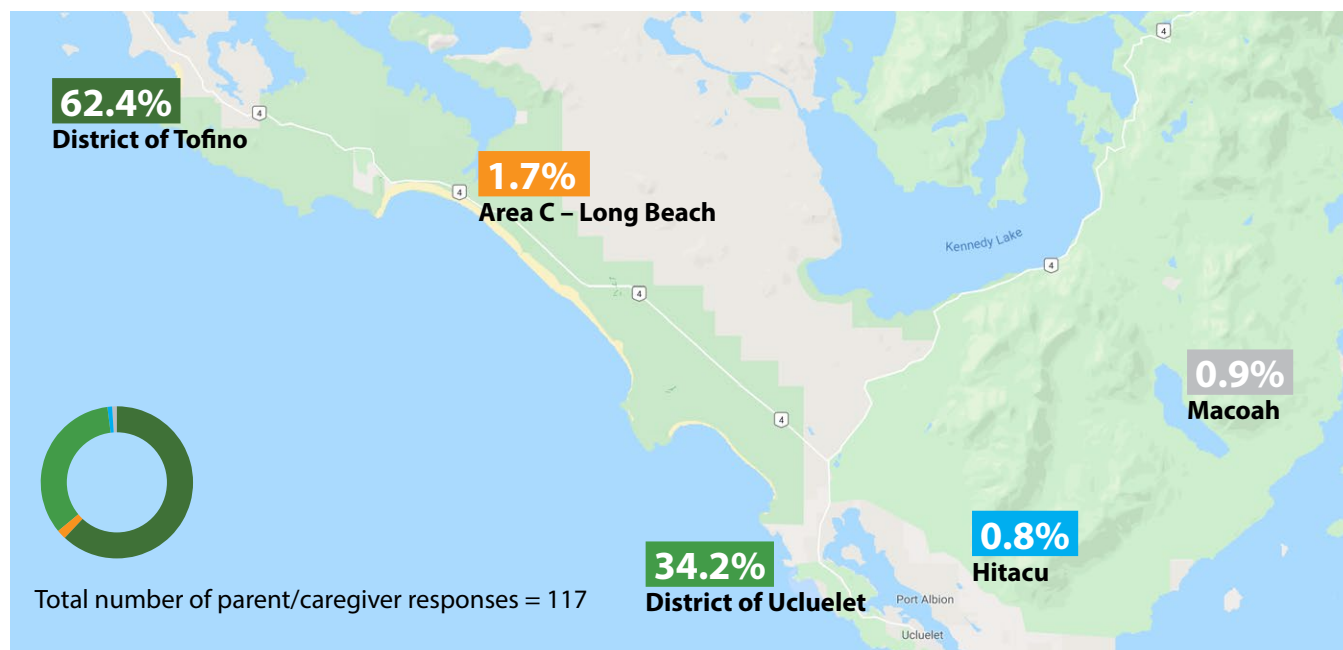 4
62.4%
District of Tofino
4
1.7%
4
Area C – Long Beach
Kennedy Lake
4
4
0.9%
Macoah
4
0.8%
Hitacu
34.2%
District of Ucluelet
Port Albion
Ucluelet
Total number of parent/caregiver responses = 117